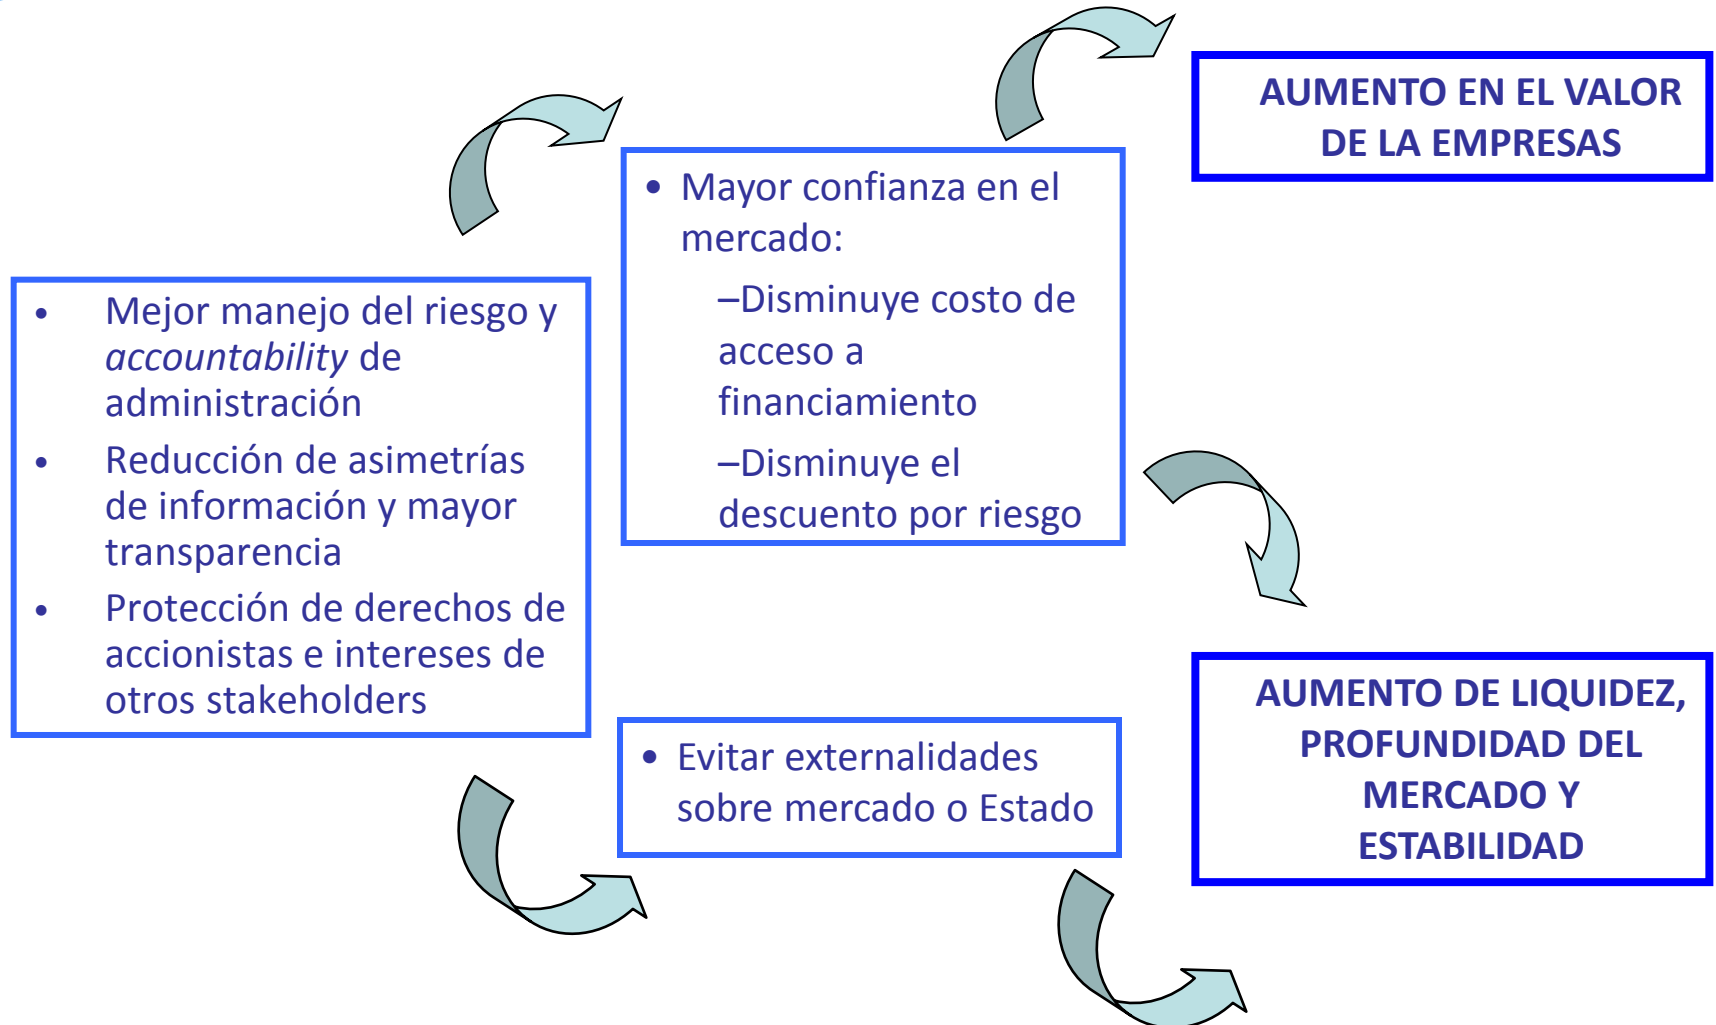 • Mejor manejo del riesgo y
accountability de
administración
• Reducción de asimetrías
de información y mayor
transparencia
• Protección de derechos de
accionistas e intereses de
otros stakeholders
• Mayor confianza en el
mercado:
–Disminuye costo de
acceso a
financiamiento
–Disminuye el
descuento por riesgo
• Evitar externalidades
sobre mercado o Estado
AUMENTO EN EL VALOR
DE LA EMPRESAS
AUMENTO DE LIQUIDEZ,
PROFUNDIDAD DEL
MERCADO Y
ESTABILIDAD